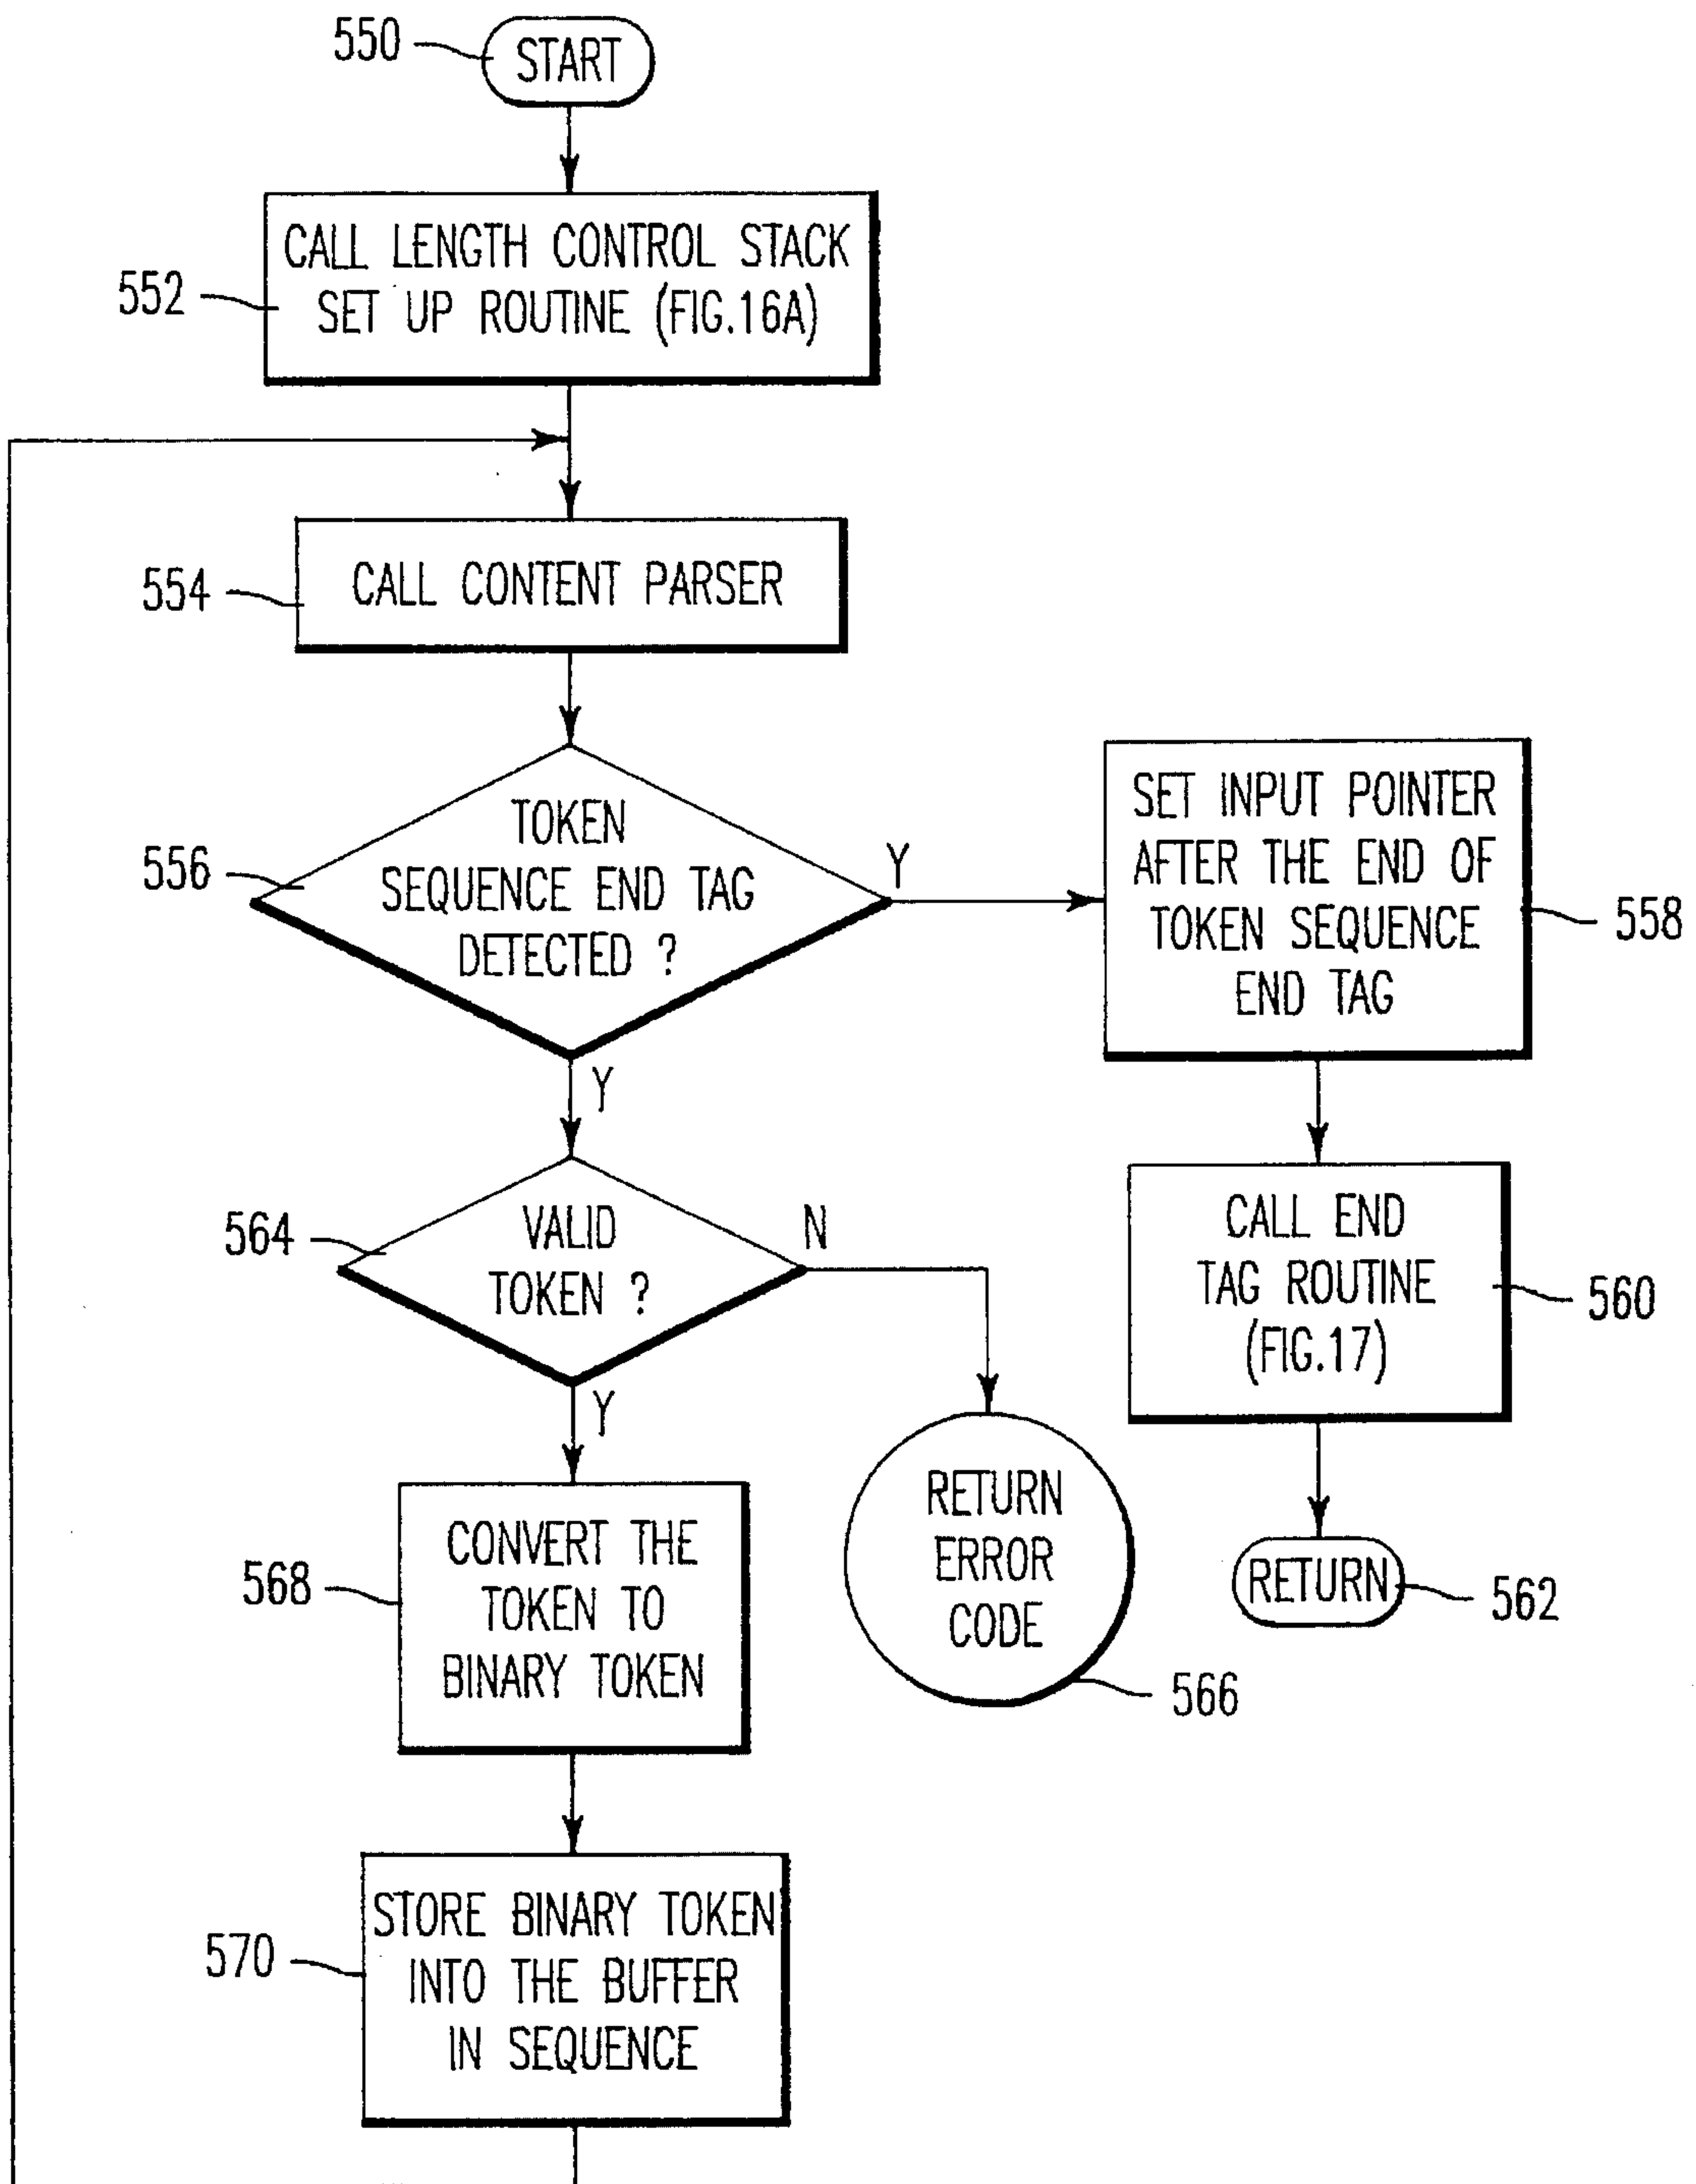 550
START
552
CALL LENGTH CONTROL STACK
SET UP ROUTINE (FIG.16A)
554
CALL CONTENT PARSER
556
TOKEN
SEQUENCE END TAG
DETECTED ?
Y
Y
SET INPUT POINTER
AFTER THE END OF
TOKEN SEQUENCE
END TAG
558
564
VALID
TOKEN ?
N
Y
CALL END
TAG ROUTINE
(FIG.17)
560
RETURN
ERROR
CODE
566
RETURN
562
568
CONVERT THE
TOKEN TO
BINARY TOKEN
570
STORE BINARY TOKEN
INTO THE BUFFER
IN SEQUENCE